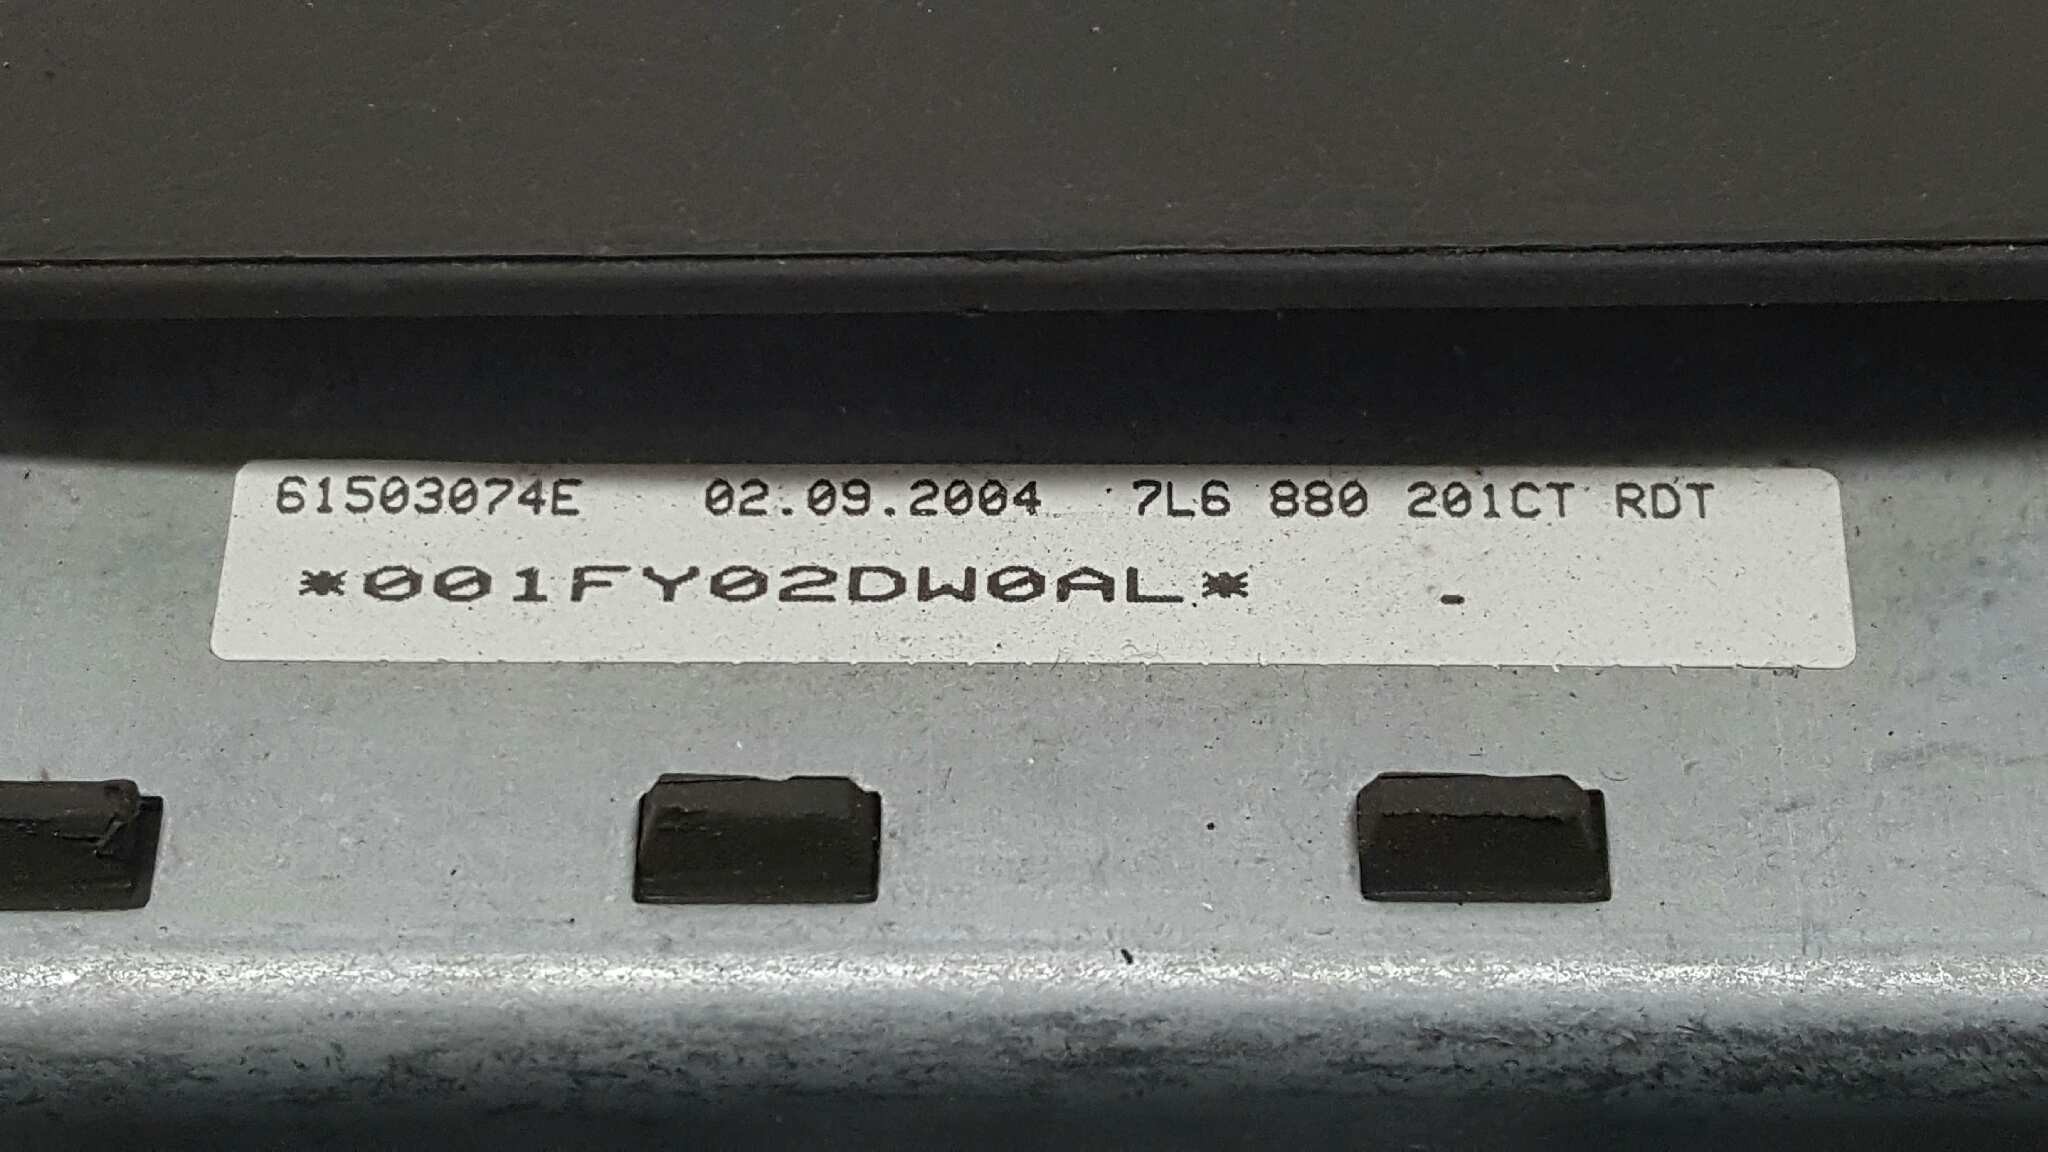 61503074E 02.09.2004 7L6 880 201CT RDT
*001FY02DW0AL* -